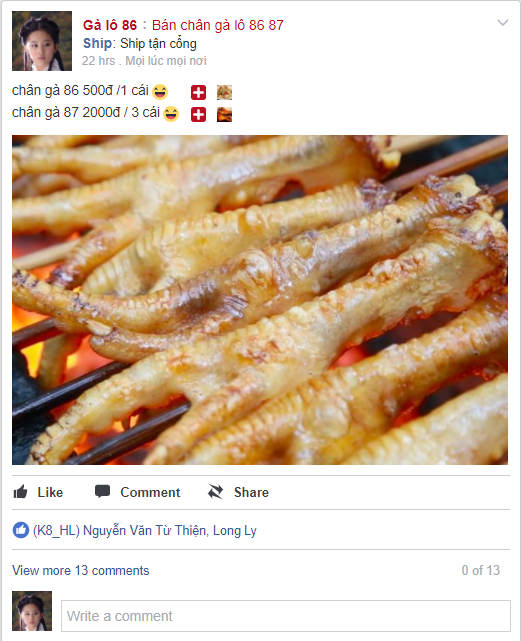 Gà lô 86 : Bán chân gà lô 86 87
Ship: Ship tận cổng
22 hrs . Mọi lúc mọi nơi
chân gà 86 500đ /1 cái
chân gà 87 2000đ / 3 cái
Like Comment Share
(K8_HL) Nguyễn Văn Từ Thiện, Long Ly
View more 13 comments 0 of 13
Write a comment